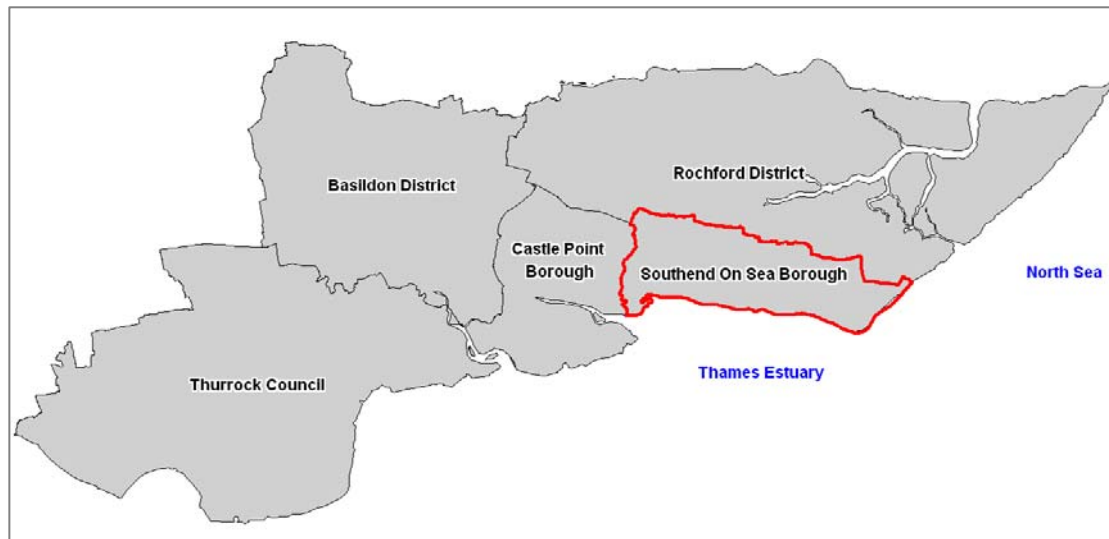 Basildon District
Rochford District
Castle Point
Borough
Southend On Sea Borough
North Sea
Thames Estuary
Thurrock Council